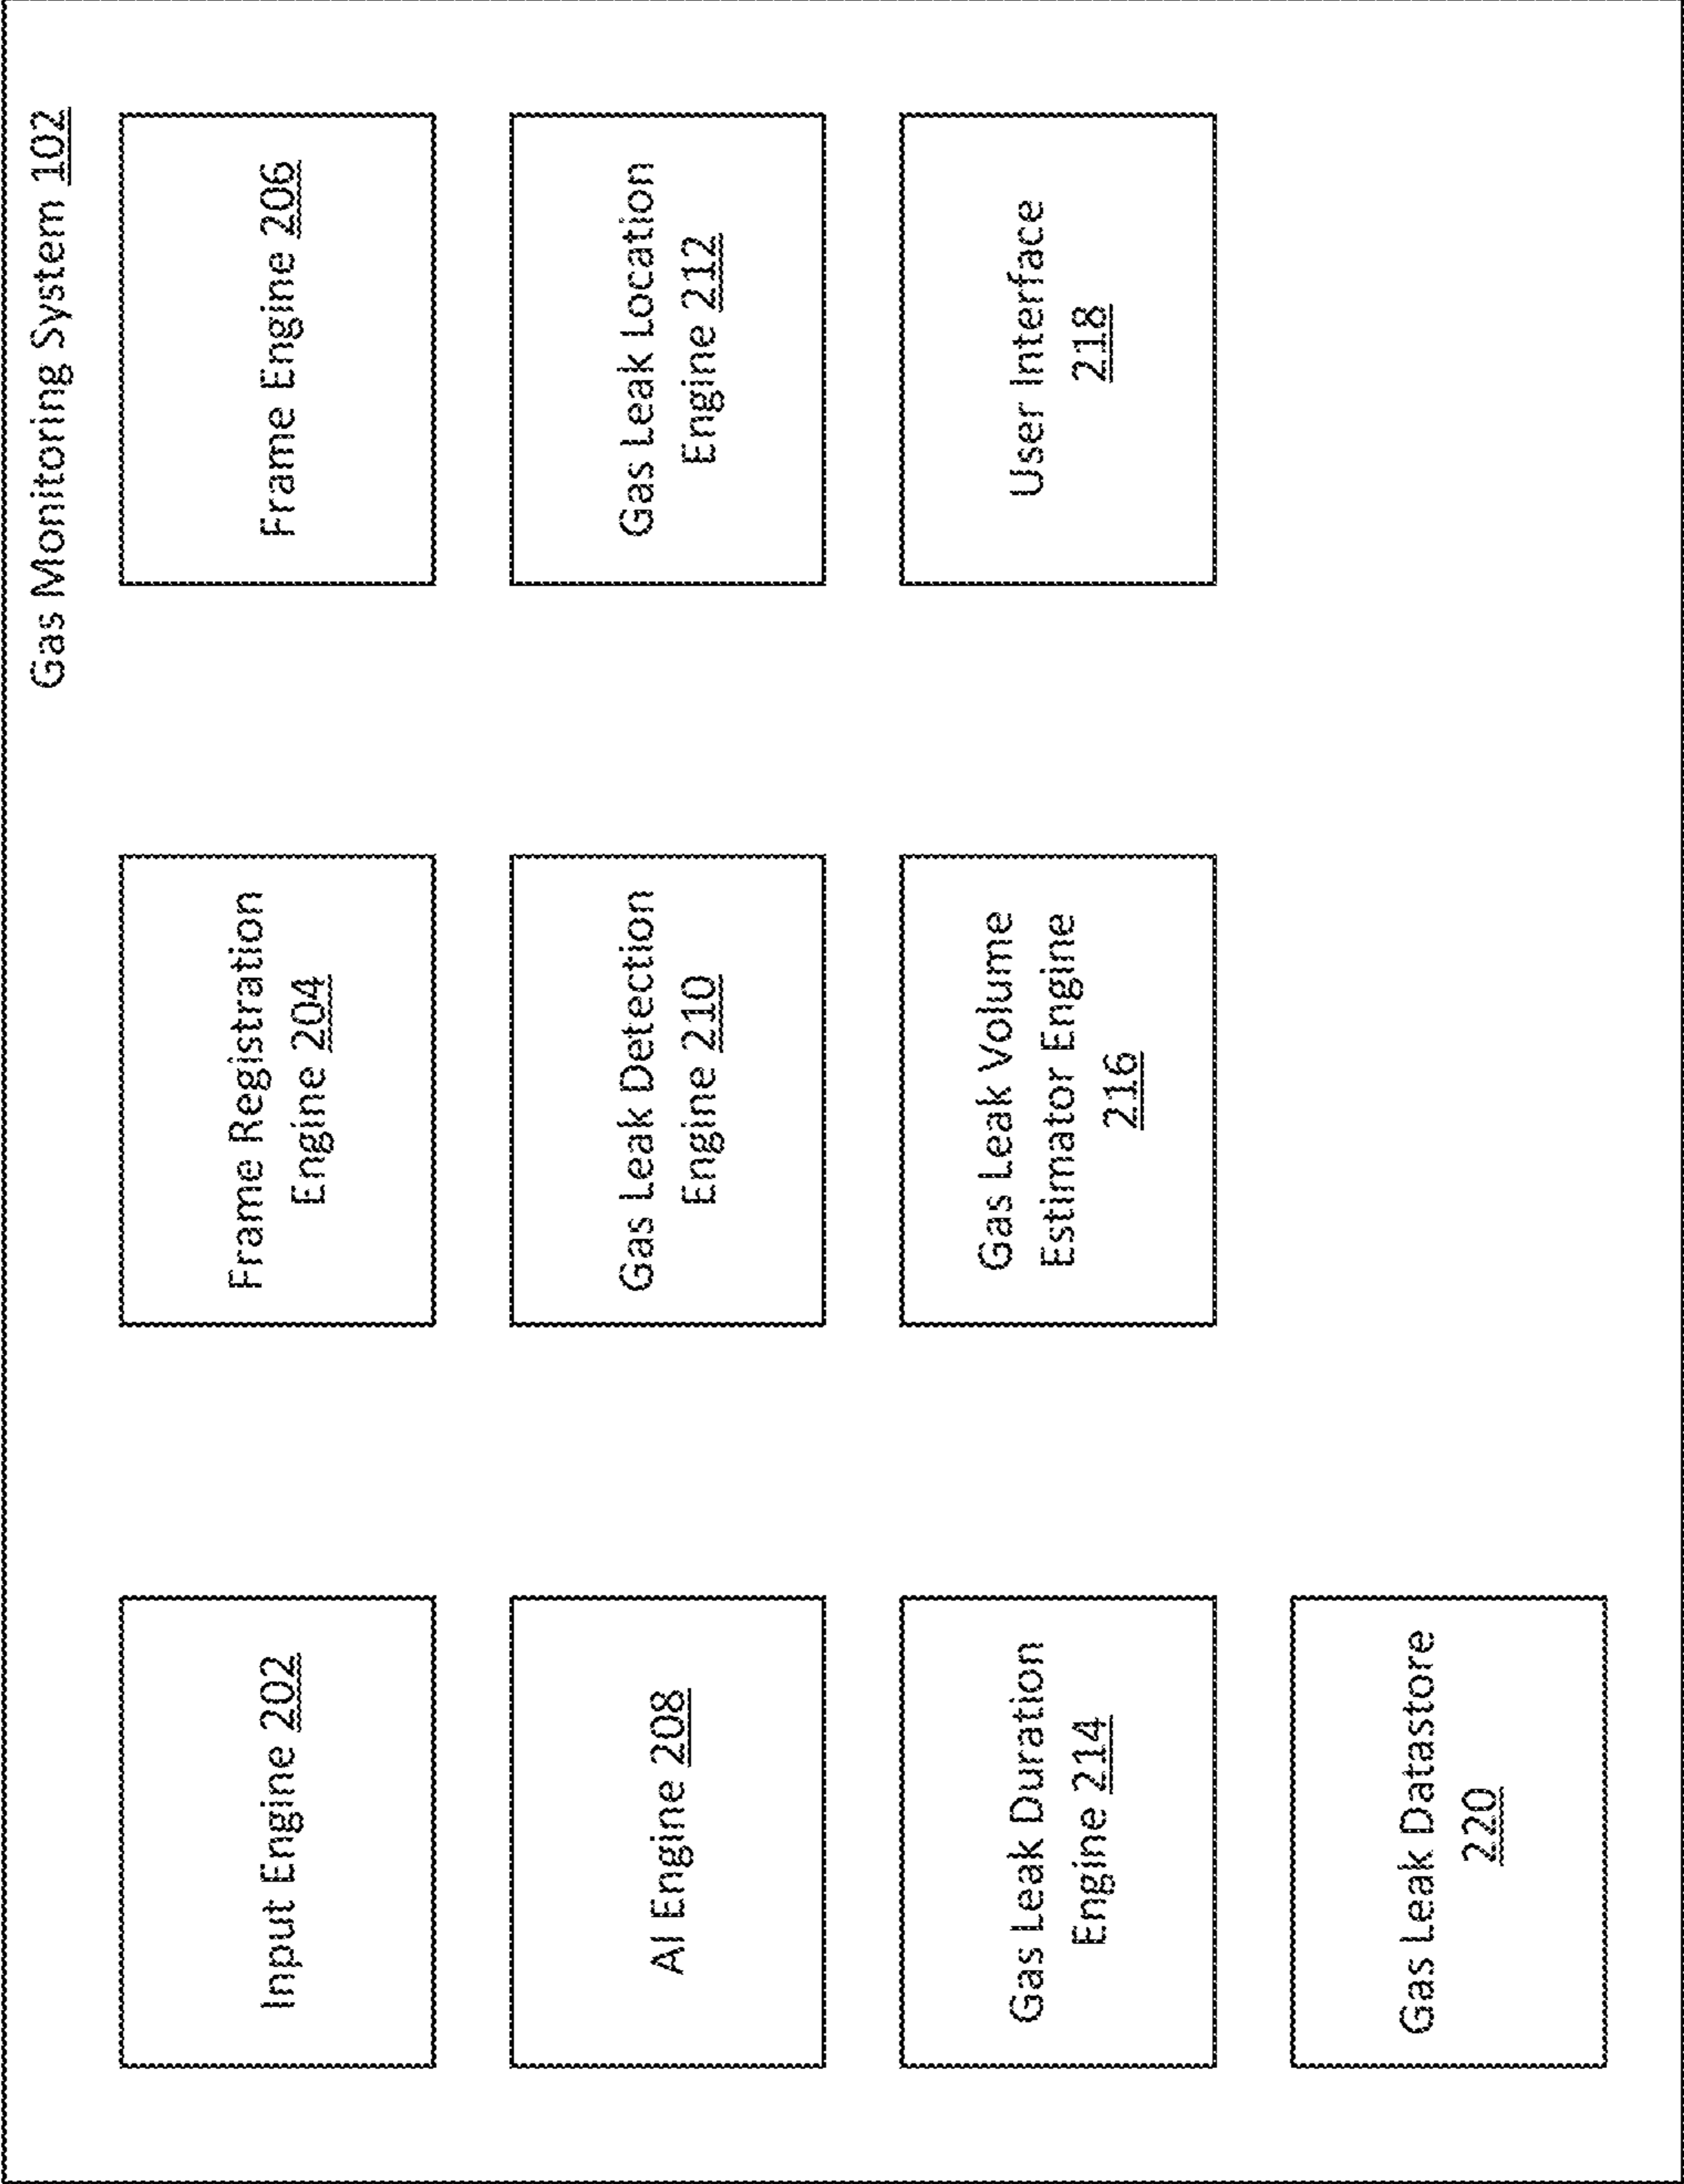 Gas Monitoring System 102
Input Engine 202
Frame Registration
Engine 204
Frame Engine 206
AI Engine 208
Gas Leak Detection
Engine 210
Gas Leak Location
Engine 212
Gas Leak Duration
Engine 214
Gas Leak Volume
Estimator Engine
216
User Interface
218
Gas Leak Datastore
220